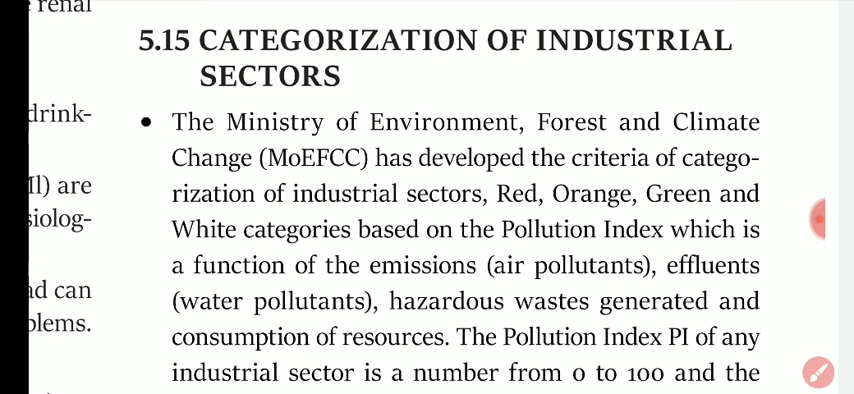 renal
drink-
are
siolog-
can
blems.
5.15 CATEGORIZATION OF INDUSTRIAL
SECTORS
• The Ministry of Environment, Forest and Climate
Change (MoEFCC) has developed the criteria of catego-
rization of industrial sectors, Red, Orange, Green and
White categories based on the Pollution Index which is
a function of the emissions (air pollutants), effluents
(water pollutants), hazardous wastes generated and
consumption of resources. The Pollution Index PI of any
industrial sector is a number from 0 to 100 and the